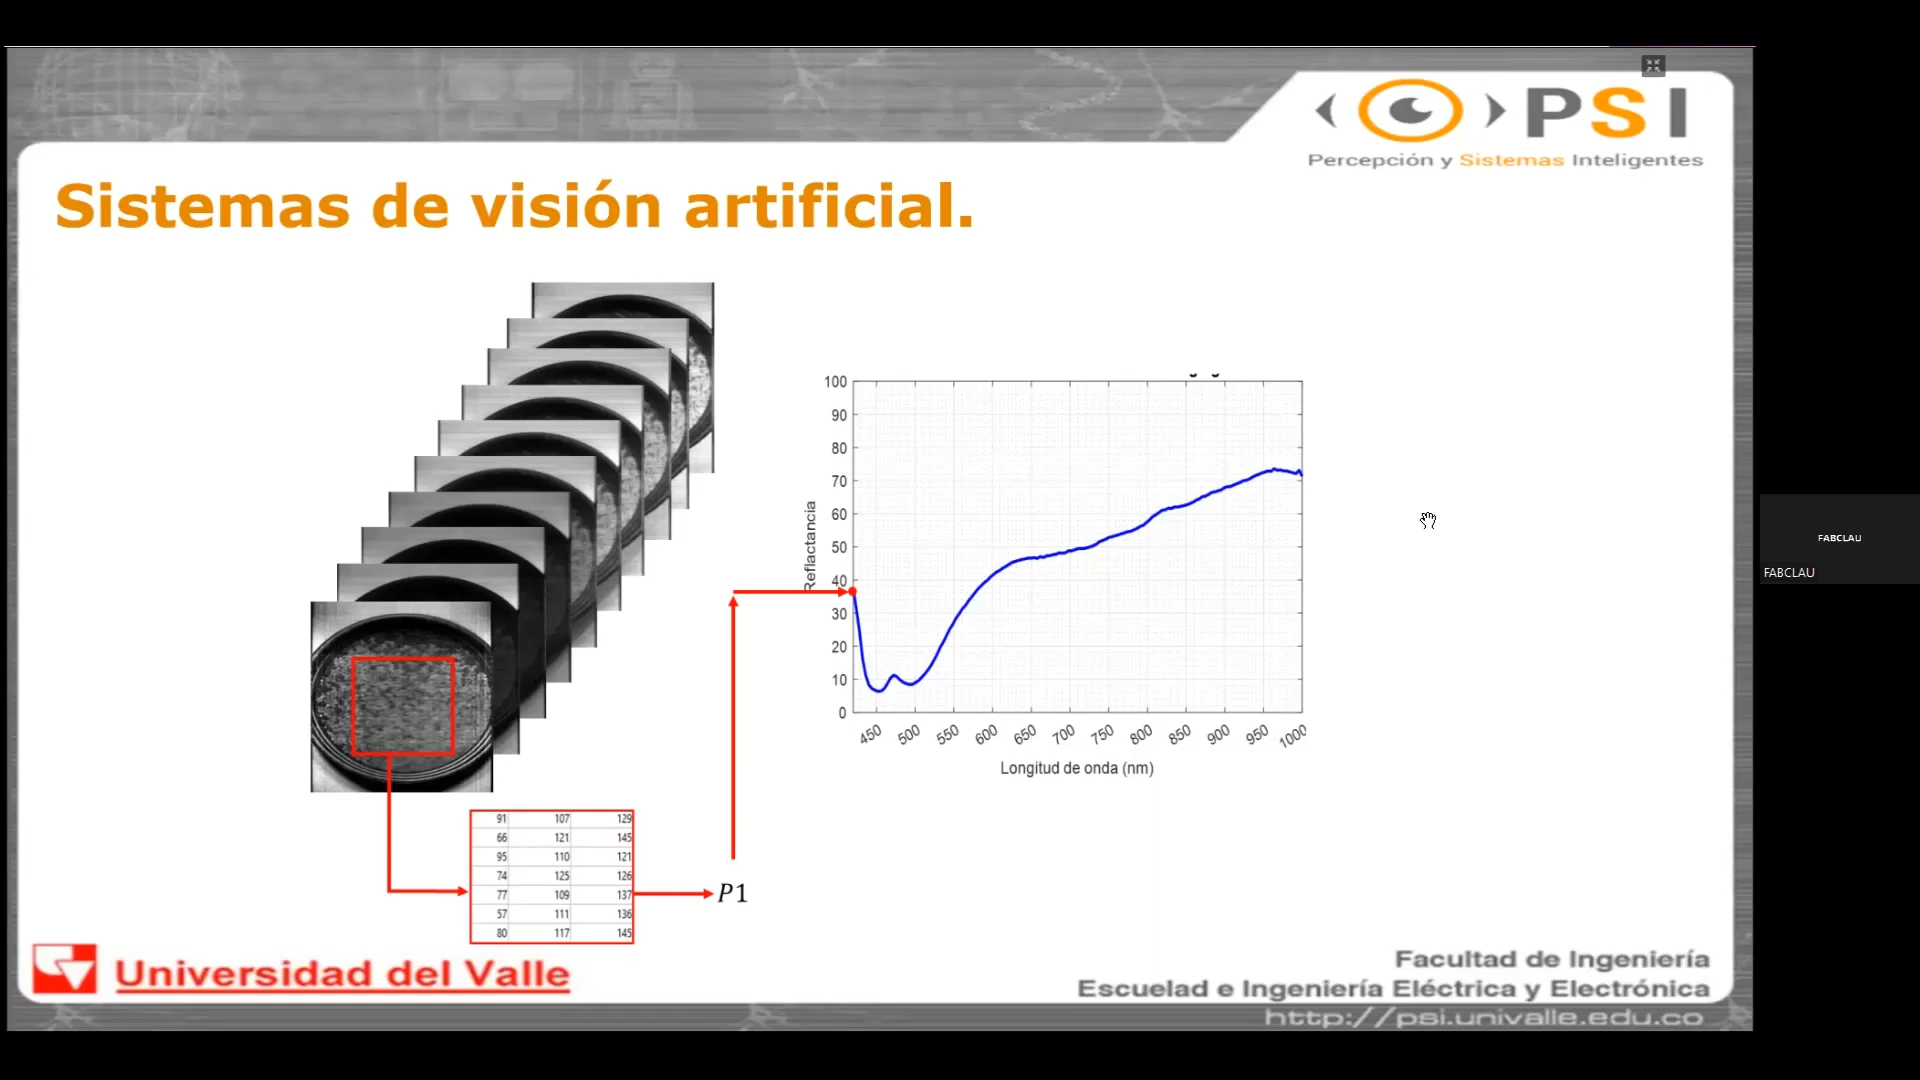 PSI
Percepción y Sistemas Inteligentes
Sistemas de visión artificial.
100
90
80
70
60
50
40
30
20
10
0
Reflactancia
450 500 550 600 650 700 750 800 850 900 950 1000
Longitud de onda (nm)
91 107 129
66 121 145
95 110 121
74 125 126
77 109 137
57 111 136
80 117 145
P1
FABCLAU
FABCLAU
Universidad del Valle
Facultad de Ingeniería
Escuelad e Ingeniería Eléctrica y Electrónica
http://psi.univalle.edu.co